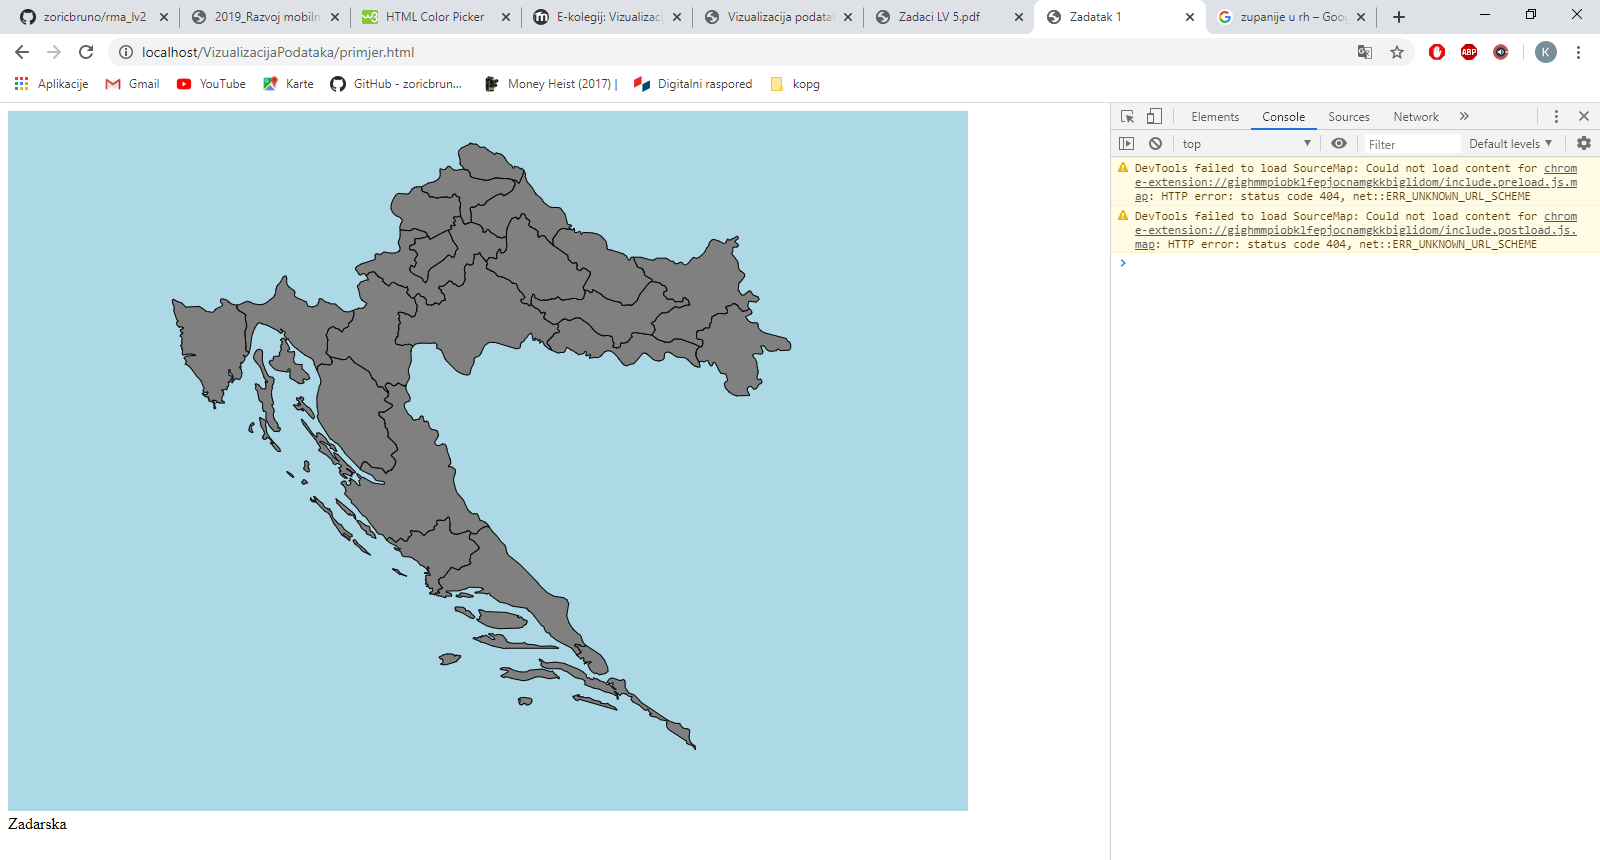 zoricbruno/rma_lv2
2019_Razvoj mobiln
HTML Color Picker
E-kolegij: Vizualizaci
Vizualizacija podata
Zadaci LV 5.pdf
Zadatak 1
zupanije u rh – Goo
localhost/VizualizacijaPodataka/primjer.html
ABP
K
Aplikacije
Gmail
YouTube
Karte
GitHub - zoricbrun...
Money Heist (2017) |
Digitalni raspored
kopg
Elements
Console
Sources
Network
top
Filter
Default levels
DevTools failed to load SourceMap: Could not load content for chrom
e-extension://gighmmpiobklfepjocnamgkkbiglidom/include.preload.js.m
ap: HTTP error: status code 404, net::ERR_UNKNOWN_URL_SCHEME
DevTools failed to load SourceMap: Could not load content for chrom
e-extension://gighmmpiobklfepjocnamgkkbiglidom/include.postload.js.
map: HTTP error: status code 404, net::ERR_UNKNOWN_URL_SCHEME
Zadarska